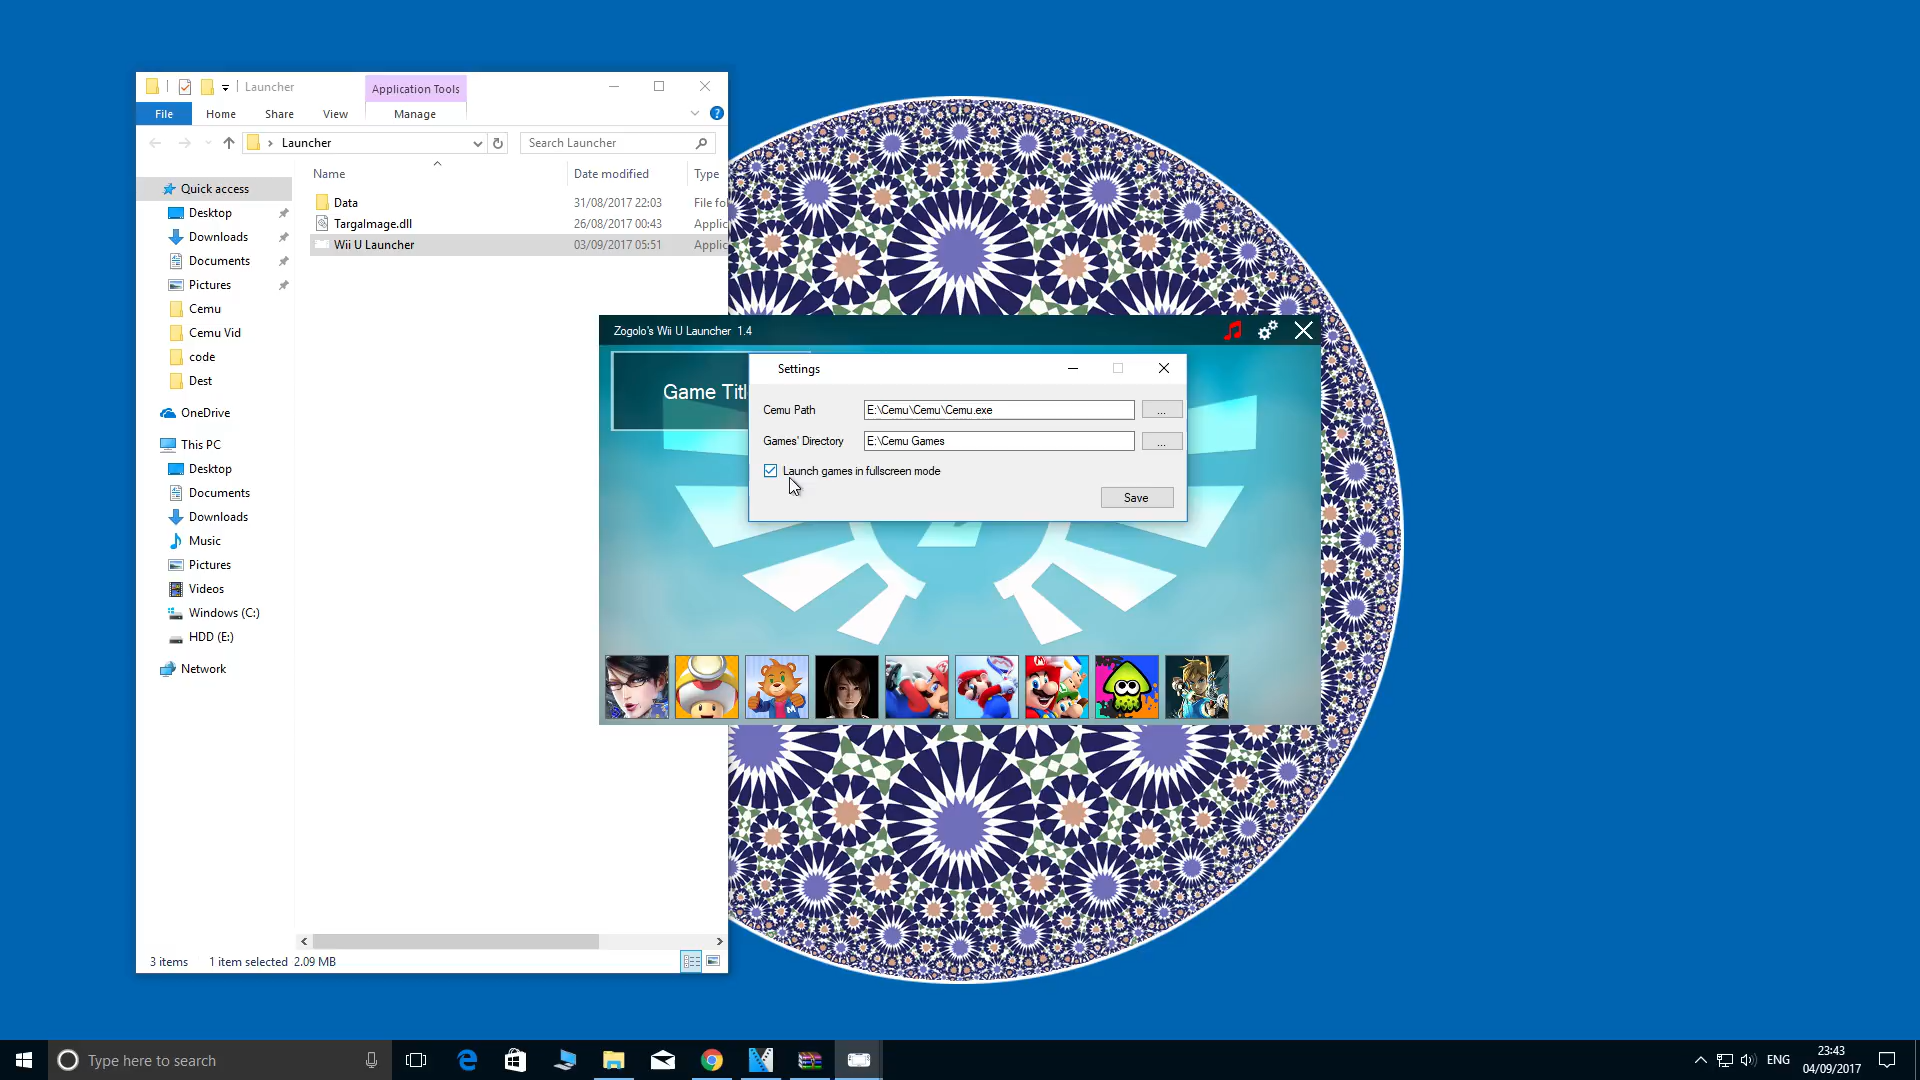 Launcher
Application Tools
File
Home
Share
View
Manage
Launcher
Search Launcher
Name
Date modified
Type
Quick access
Desktop
Downloads
Documents
Pictures
Cemu
Cemu Vid
code
Dest
OneDrive
This PC
Desktop
Documents
Downloads
Music
Pictures
Videos
Windows (C:)
HDD (E:)
Network
Data 31/08/2017 22:03 File fo
TargaImage.dll 26/08/2017 00:43 Applic
Wii U Launcher 03/09/2017 05:51 Applic
3 items 1 item selected 2.09 MB
Zogolo's Wii U Launcher 1.4
Game Titl
Settings
Cemu Path E:\Cemu\Cemu\Cemu.exe ...
Games' Directory E:\Cemu Games ...
Launch games in fullscreen mode
Save
Type here to search
ENG
23:43
04/09/2017